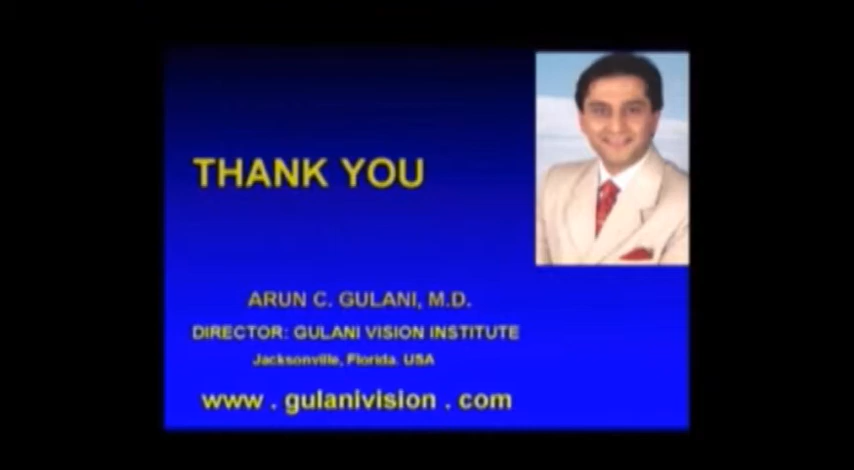 THANK YOU
ARUN C. GULANI, M.D.
DIRECTOR: GULANI VISION INSTITUTE
Jacksonville, Florida. USA
www . gulanivision . com